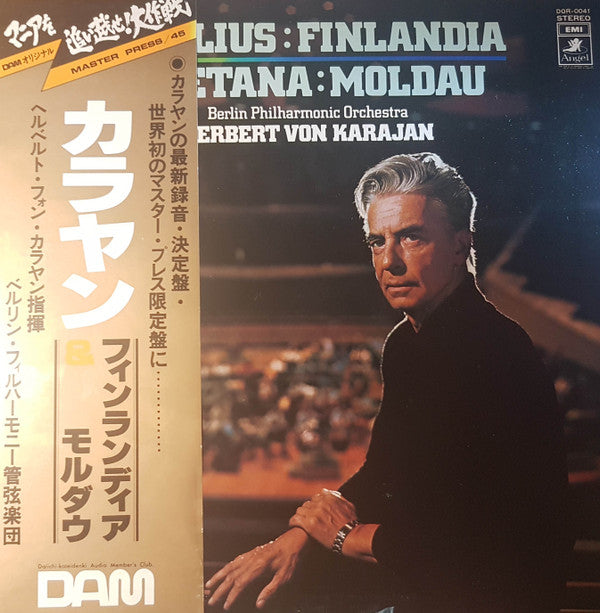 マニアを
追い越せ!大作戦
DAMオリジナル
MASTER PRESS/45
●カラヤンの最新録音・決定盤・
世界初のマスター・プレス限定盤に…………
カラヤン
&
フィンランディア
モルダウ
ヘルベルト・フォン・カラヤン指揮
ベルリン・フィルハーモニー管弦楽団
Daiichi-kateidenki Audio Member's Club.
DAM
LIUS:FINLANDIA
ETANA:MOLDAU
Berlin Philharmonic Orchestra
ERBERT VON KARAJAN
DQR-0041
STEREO
EMI
Angel